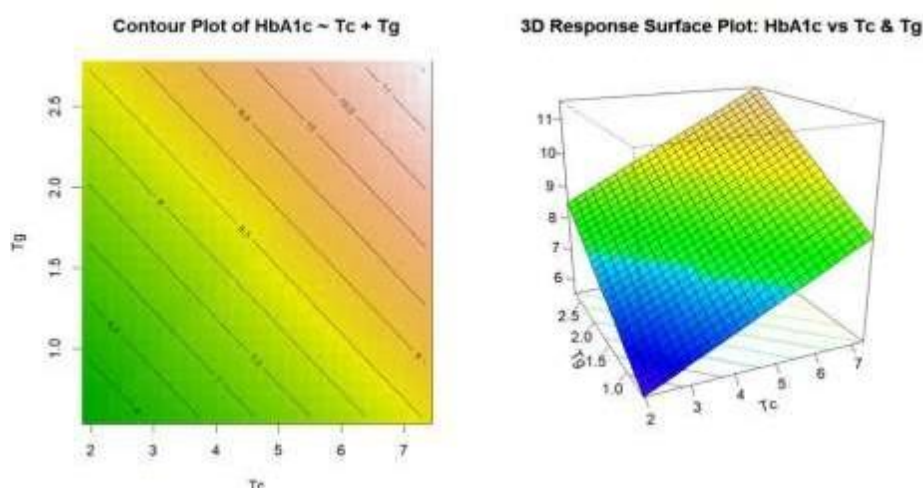 Contour Plot of HbA1c ~ Tc + Tg
2.5
2.0
1.5
1.0
Tg
2 3 4 5 6 7
Tc
3D Response Surface Plot: HbA1c vs Tc & Tg
11
10
9
8
7
6
2.5
2.0
1.5
1.0
Tg
2 3 4 5 6 7
Tc